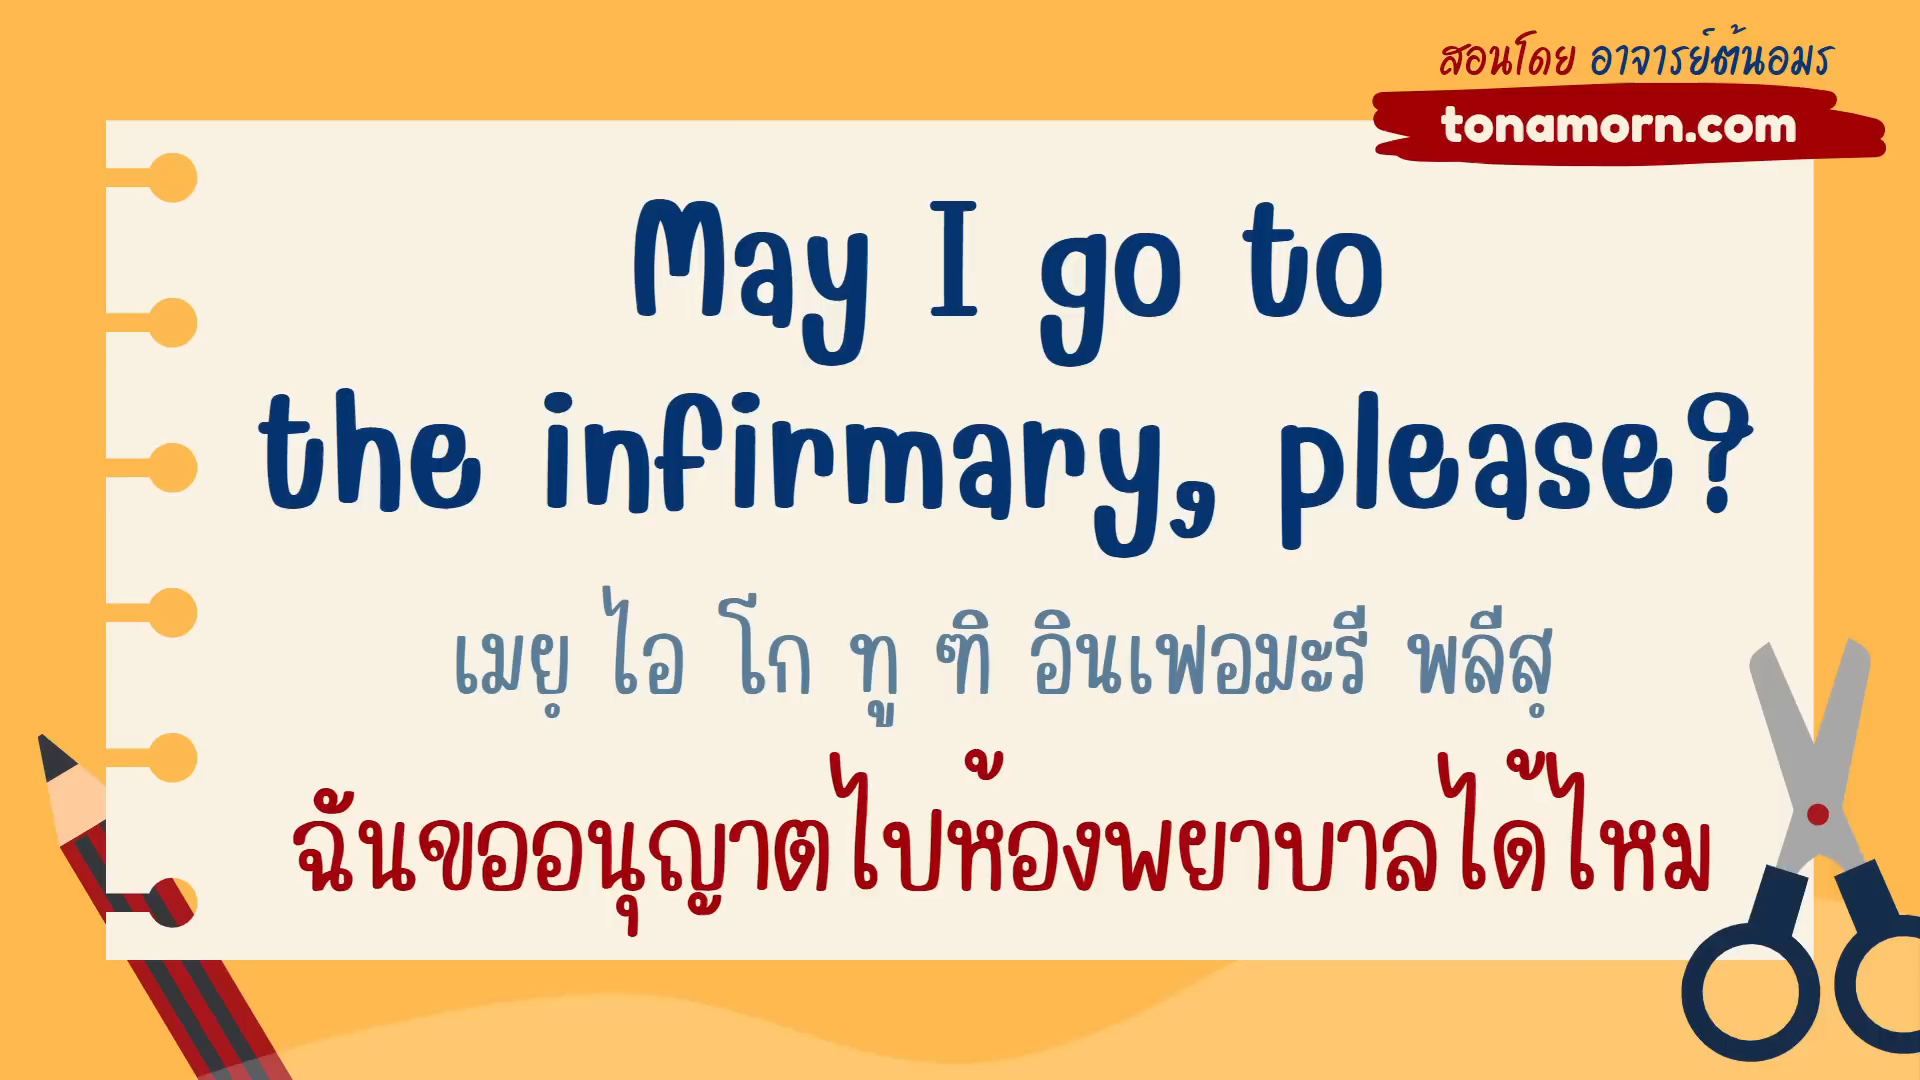 สอนโดย อาจารย์ต้นอมร
tonamorn.com
May I go to
the infirmary, please?
เมยฺ ไอ โก ทู ฑิ อินเฟอมะรี พลีสฺ
ฉันขออนุญาตไปห้องพยาบาลได้ไหม